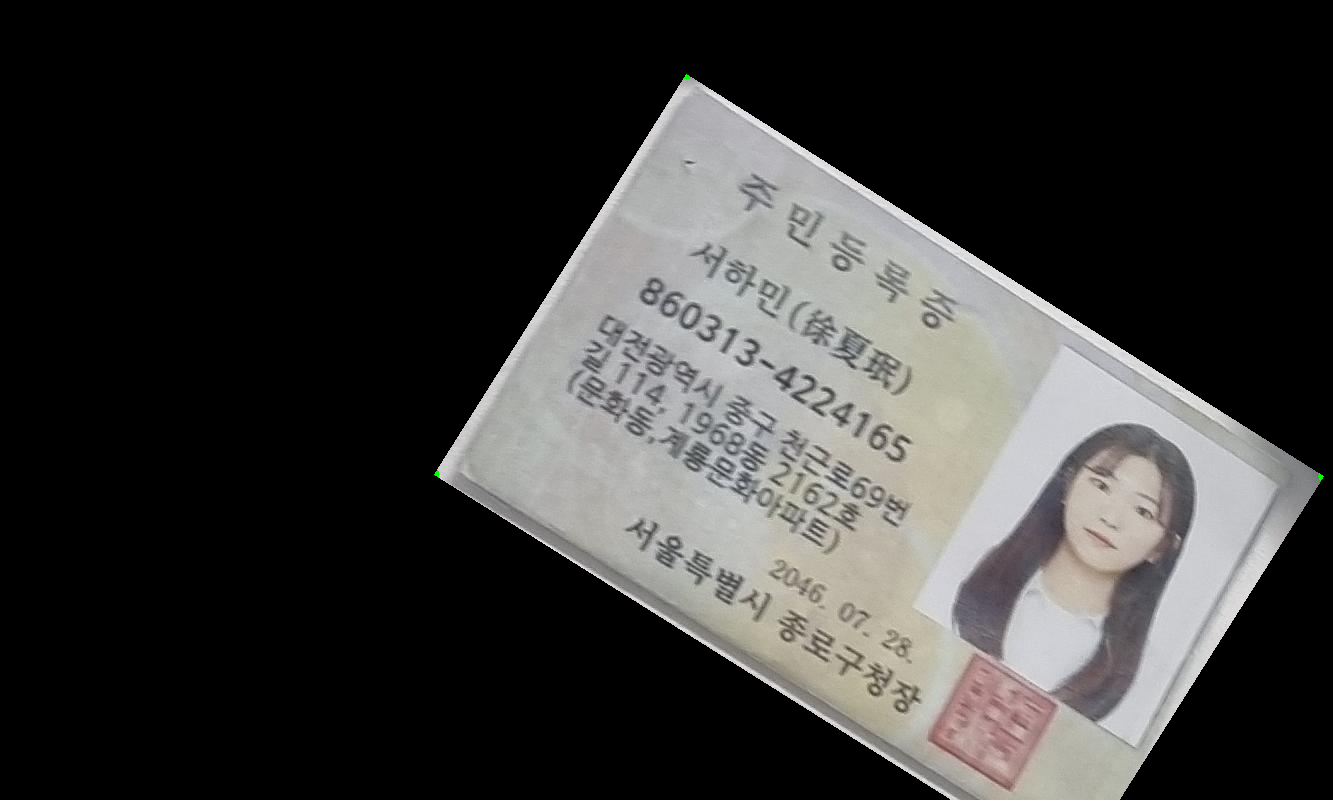 주민등록증
서하민(徐夏珉)
860313-4224165
대전광역시 중구 천근로69번
길 114, 1968동 2162호
(문화동,계룡문화아파트)
2046. 07. 28.
서울특별시 종로구청장